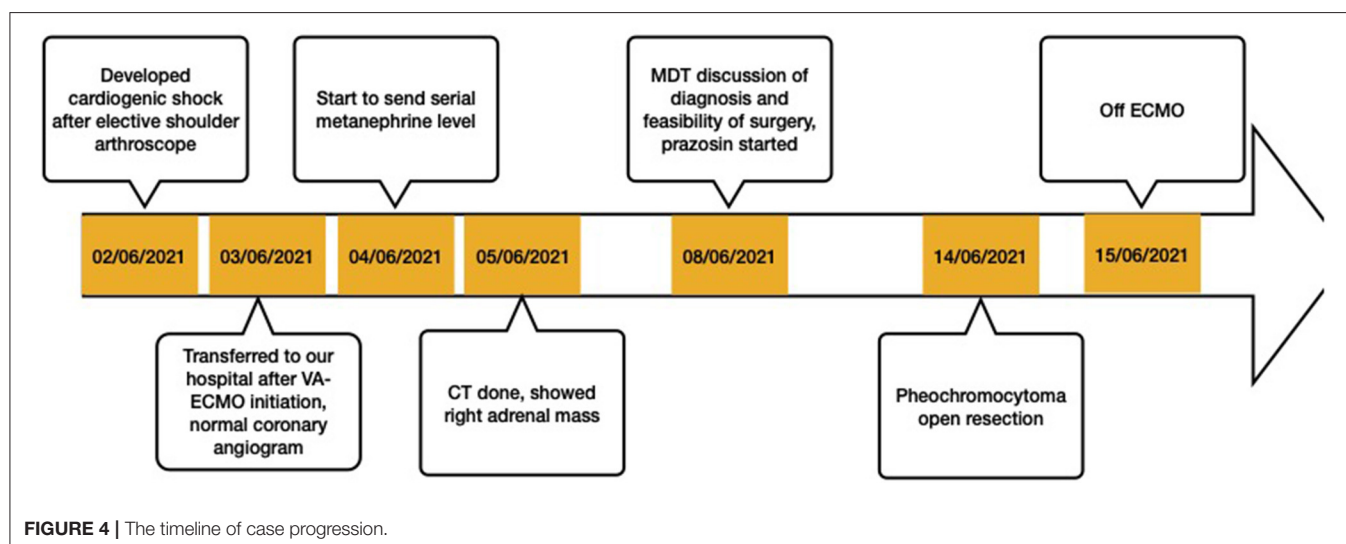 Developed
cardiogenic shock
after elective shoulder
arthroscope
Start to send serial
metanephrine level
MDT discussion of
diagnosis and
feasibility of surgery,
prazosin started
Off ECMO
02/06/2021
03/06/2021
04/06/2021
05/06/2021
08/06/2021
14/06/2021
15/06/2021
Transferred to our
hospital after VA-
ECMO initiation,
normal coronary
angiogram
CT done, showed
right adrenal mass
Pheochromocytoma
open resection
FIGURE 4 | The timeline of case progression.